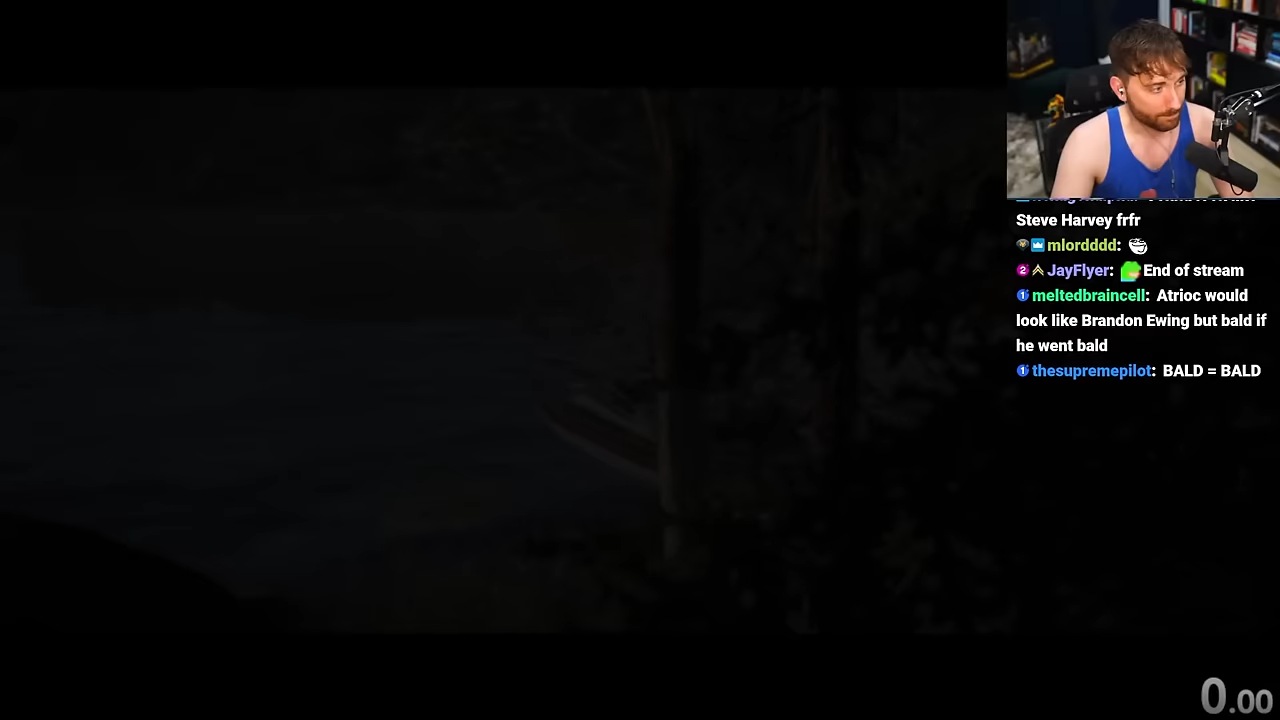 Steve Harvey frfr
mlordddd:
JayFlyer: End of stream
meltedbraincell: Atrioc would
look like Brandon Ewing but bald if
he went bald
thesupremepilot: BALD = BALD
0.00